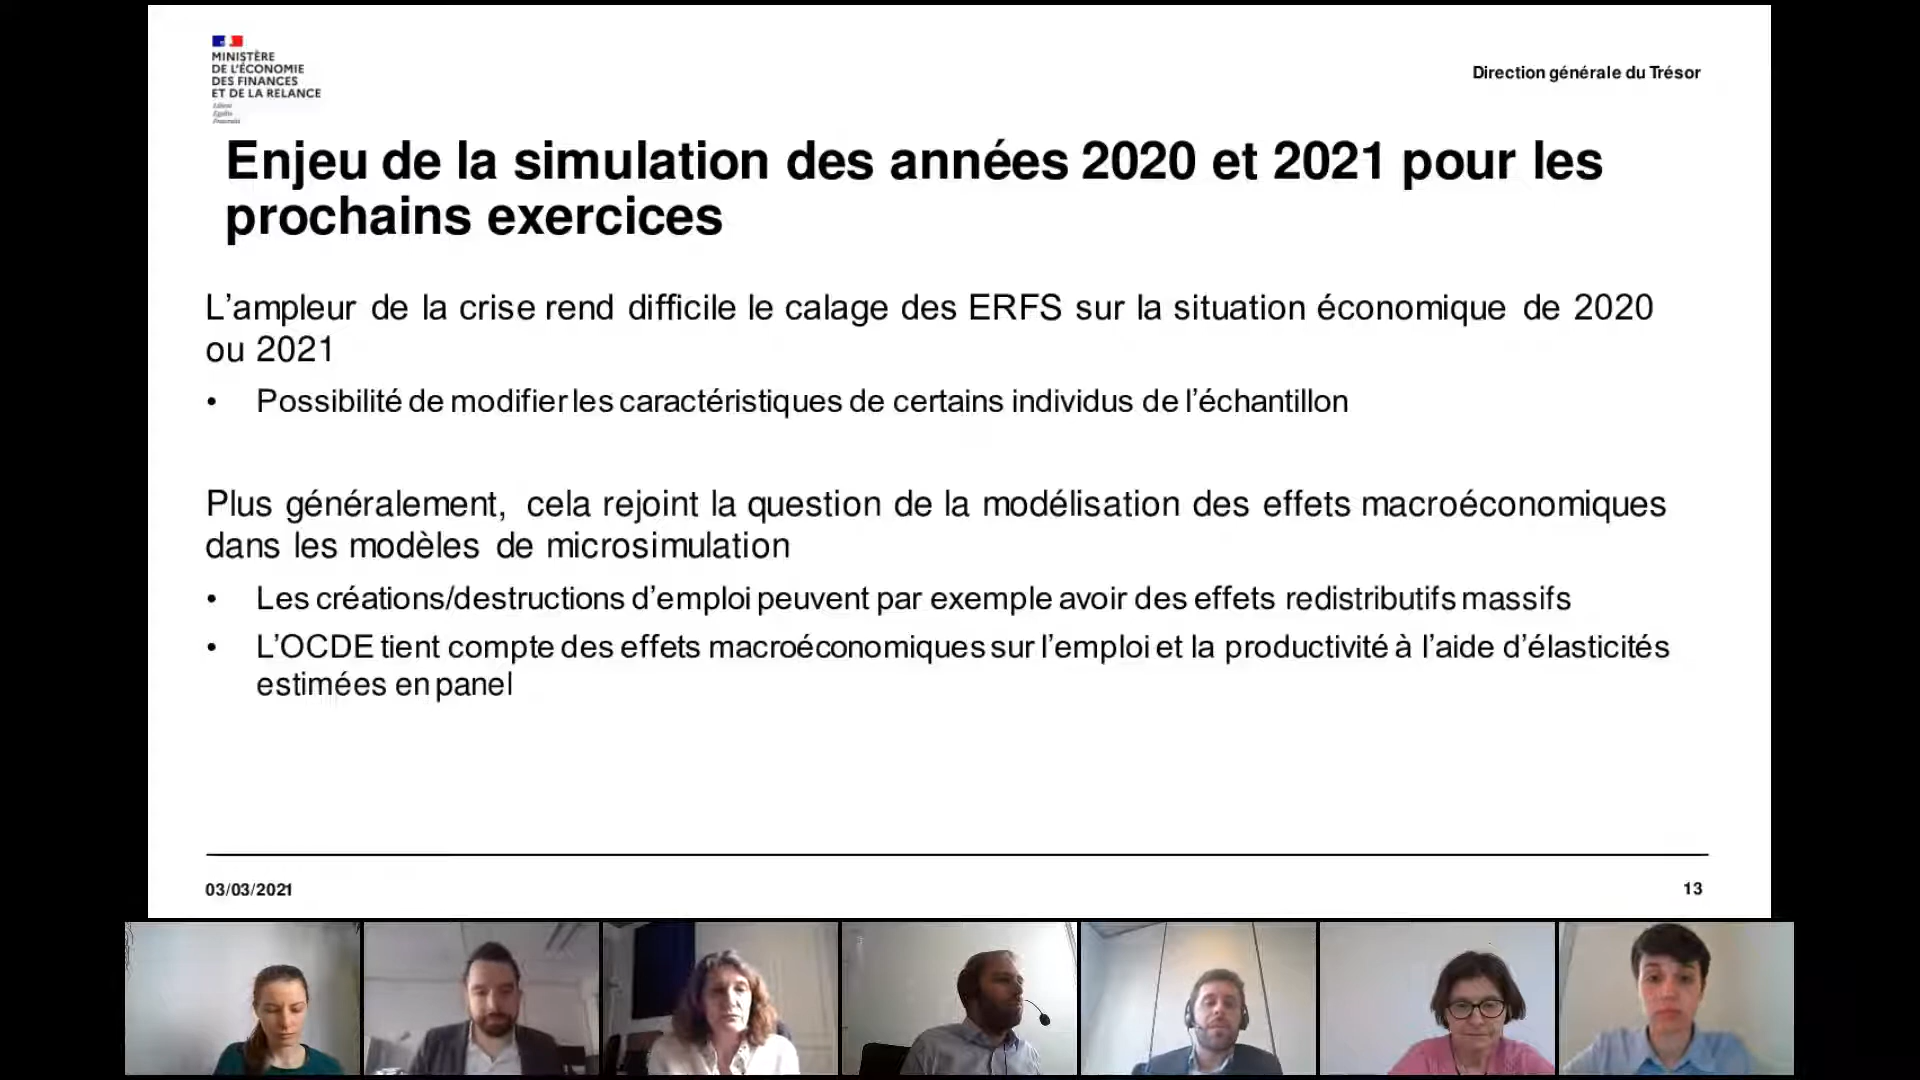 MINISTÈRE
DE L'ÉCONOMIE
DES FINANCES
ET DE LA RELANCE
Liberté
Égalité
Fraternité
Direction générale du Trésor
Enjeu de la simulation des années 2020 et 2021 pour les
prochains exercices
L’ampleur de la crise rend difficile le calage des ERFS sur la situation économique de 2020
ou 2021
• Possibilité de modifier les caractéristiques de certains individus de l’échantillon
Plus généralement, cela rejoint la question de la modélisation des effets macroéconomiques
dans les modèles de microsimulation
• Les créations/destructions d’emploi peuvent par exemple avoir des effets redistributifs massifs
• L’OCDE tient compte des effets macroéconomiques sur l’emploi et la productivité à l’aide d’élasticités
estimées en panel
03/03/2021
13